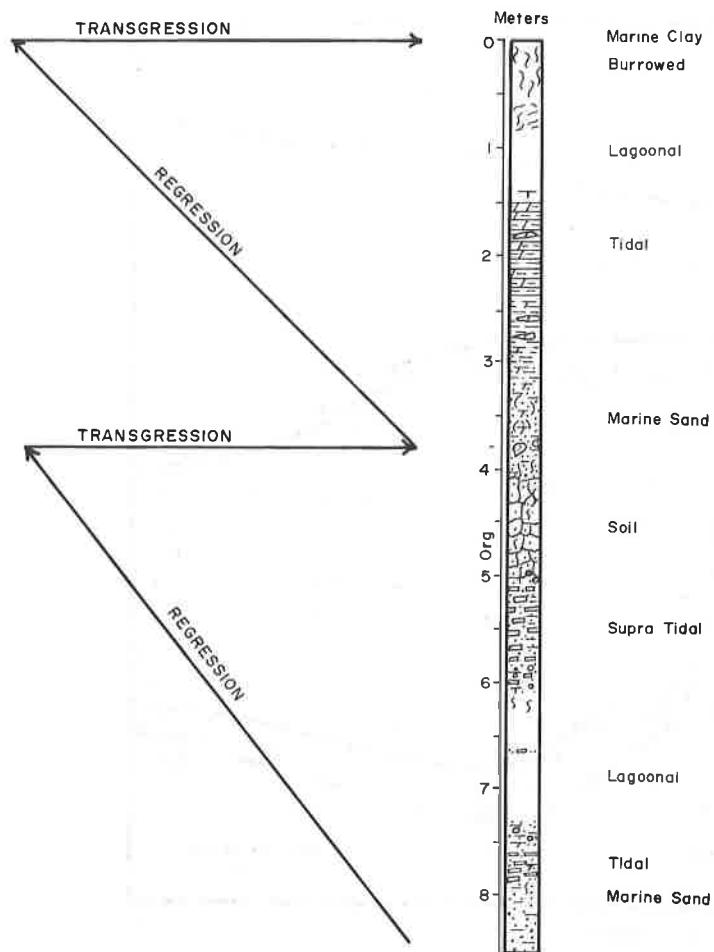 Meters
TRANSGRESSION
0
Marine Clay
Burrowed
1
Lagoonal
REGRESSION
2
Tidal
3
Marine Sand
TRANSGRESSION
4
Soil
Org
5
REGRESSION
Supra Tidal
6
7
Lagoonal
Tidal
8
Marine Sand